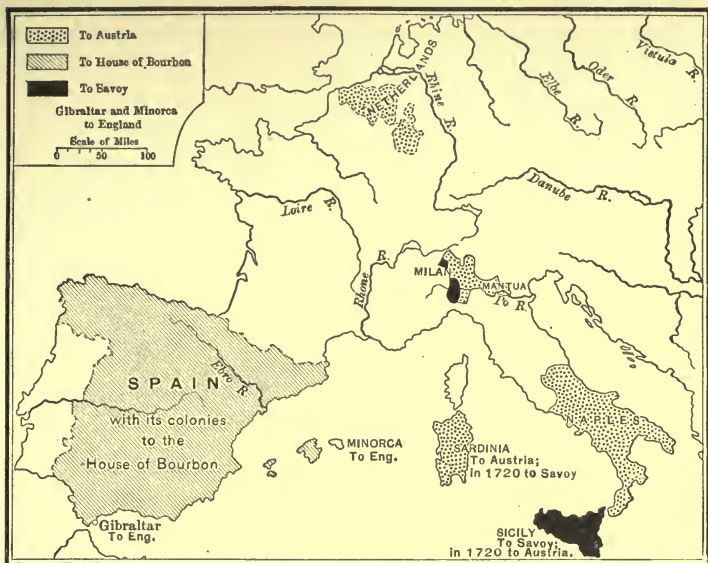 To Austria
To House of Bourbon
To Savoy
Gibraltar and Minorca
to England
Scale of Miles
0 50 100
NETHERLANDS
Rhine R.
Elbe R.
Oder R.
Vistula R.
Loire R.
Danube R.
Rhone R.
MILAN
MANTUA
Po R.
Ebro R.
SPAIN
with its colonies
to the
House of Bourbon
MINORCA
To Eng.
SARDINIA
To Austria;
in 1720 to Savoy
NAPLES
Gibraltar
To Eng.
SICILY
To Savoy;
in 1720 to Austria.